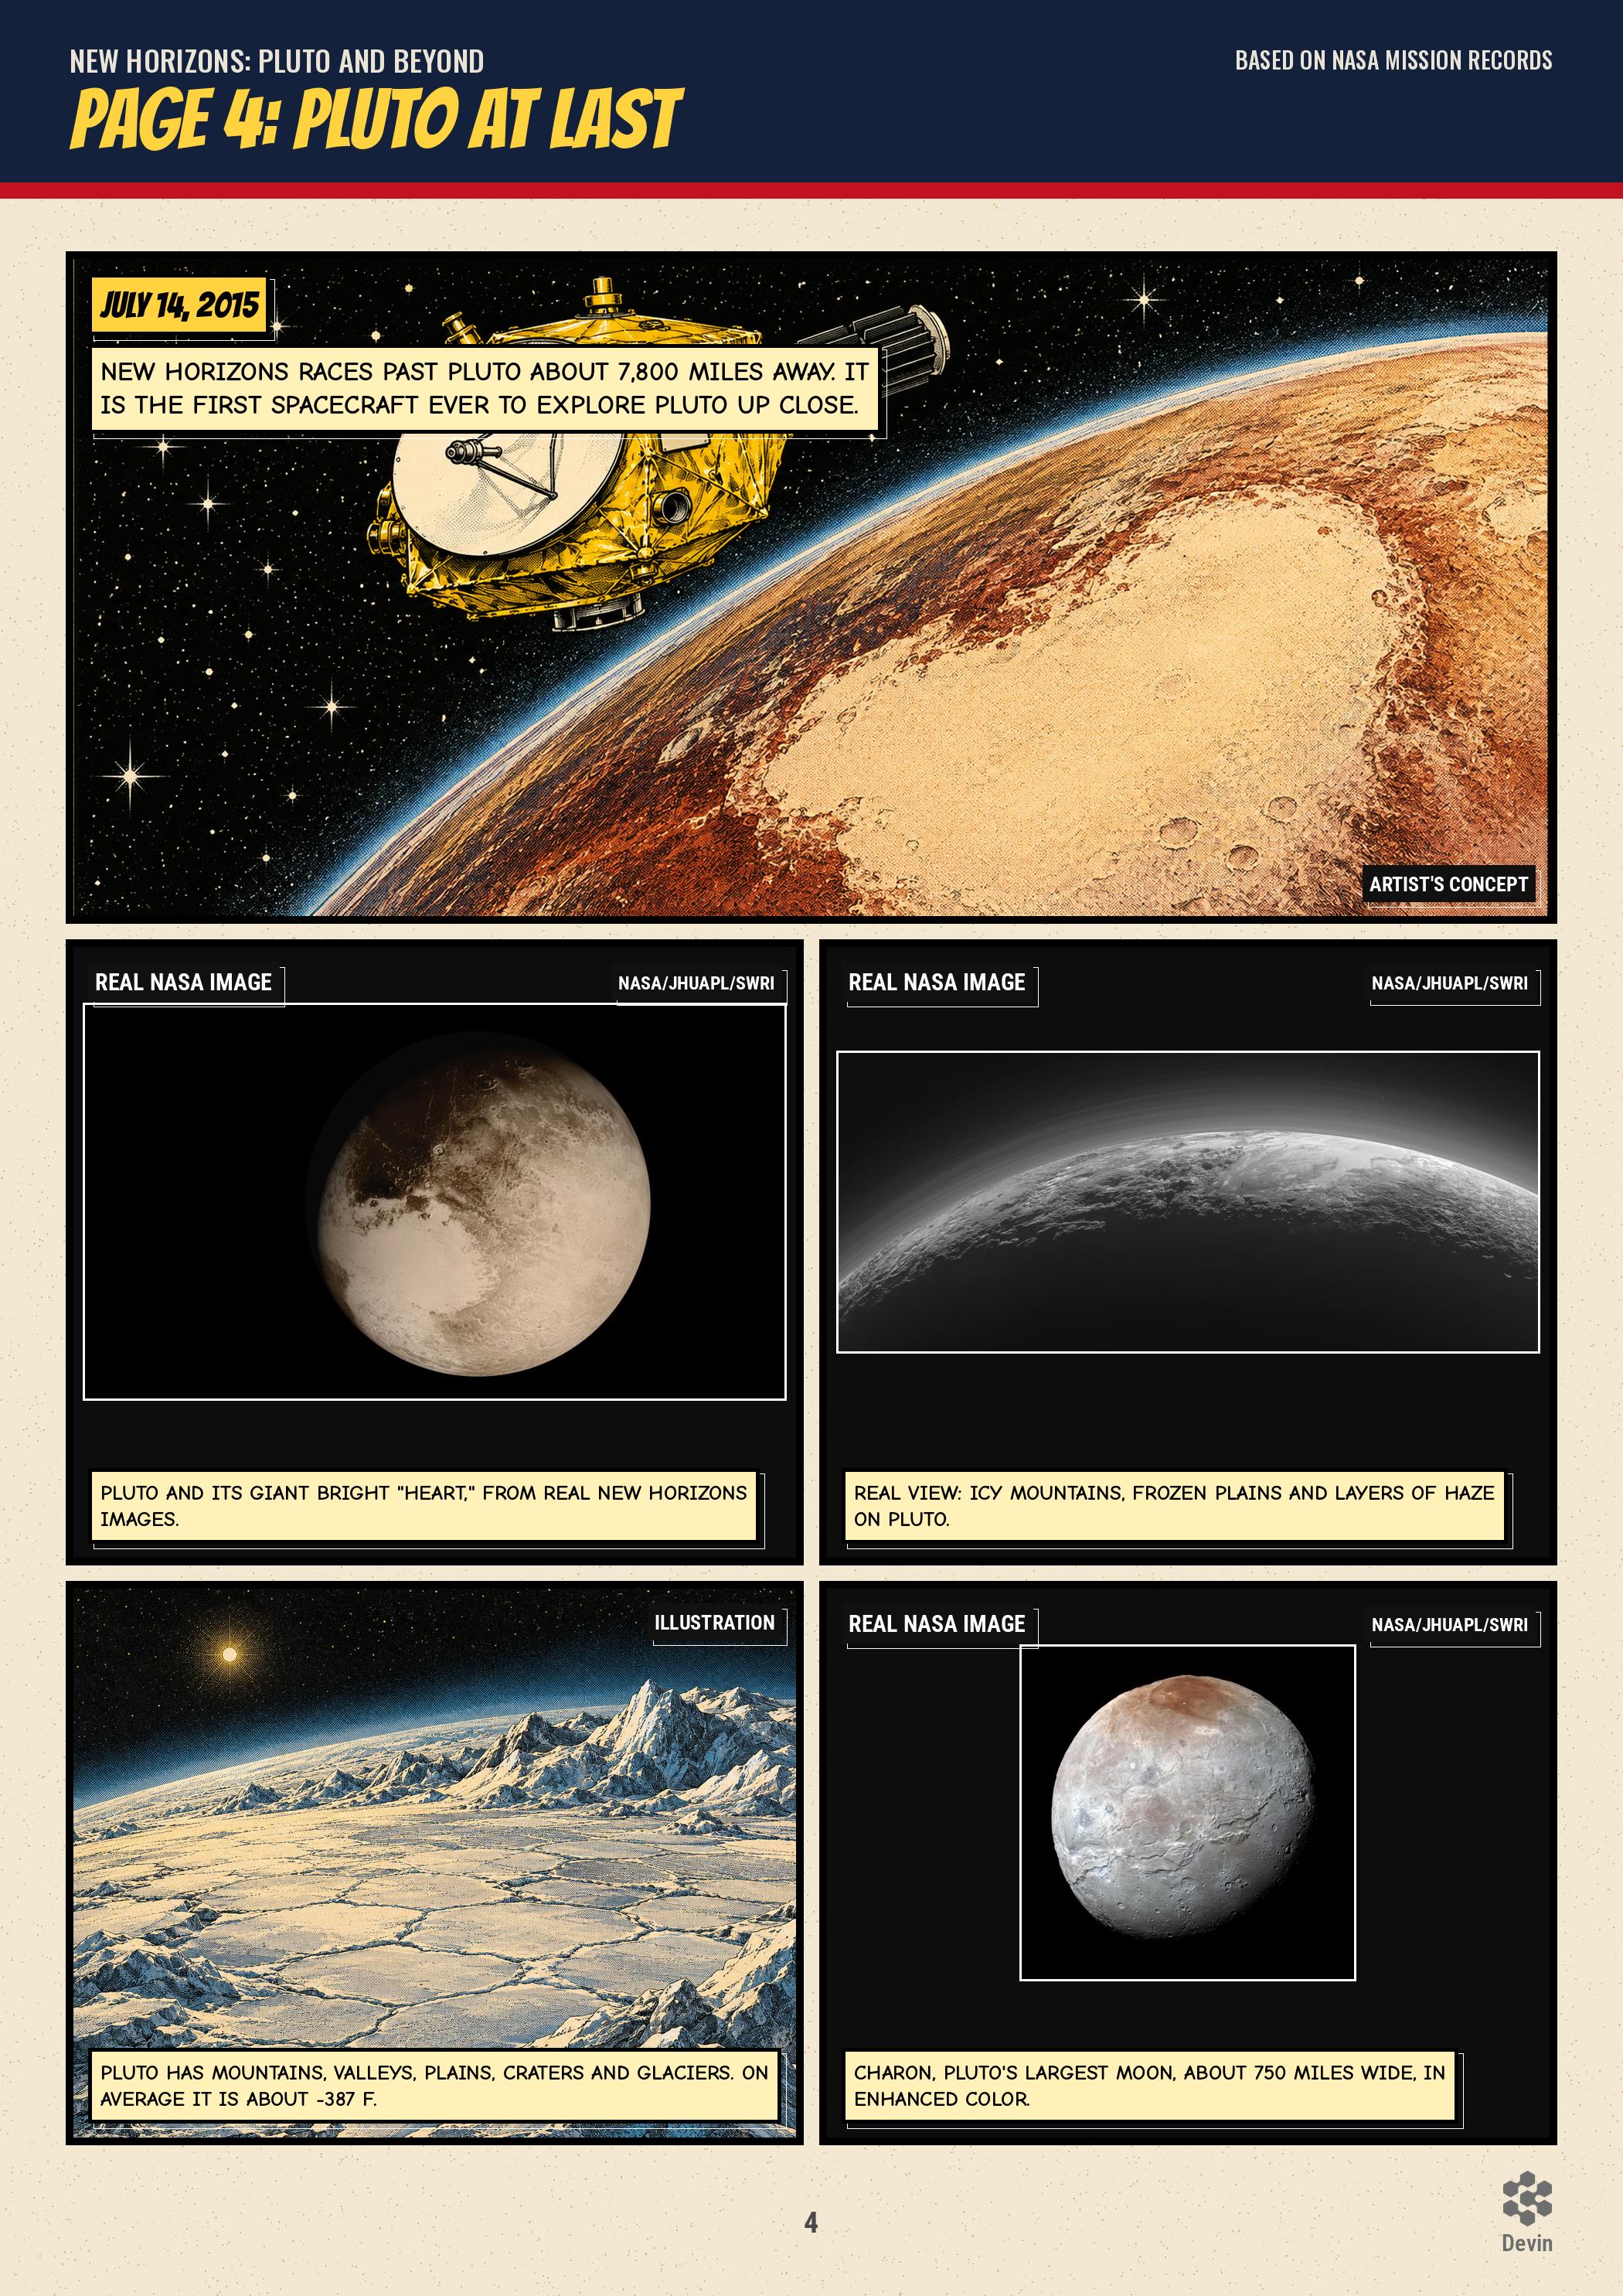 NEW HORIZONS: PLUTO AND BEYOND
BASED ON NASA MISSION RECORDS
PAGE 4: PLUTO AT LAST
JULY 14, 2015
NEW HORIZONS RACES PAST PLUTO ABOUT 7,800 MILES AWAY. IT
IS THE FIRST SPACECRAFT EVER TO EXPLORE PLUTO UP CLOSE.
ARTIST'S CONCEPT
REAL NASA IMAGE
NASA/JHUAPL/SWRI
PLUTO AND ITS GIANT BRIGHT "HEART," FROM REAL NEW HORIZONS
IMAGES.
REAL NASA IMAGE
NASA/JHUAPL/SWRI
REAL VIEW: ICY MOUNTAINS, FROZEN PLAINS AND LAYERS OF HAZE
ON PLUTO.
ILLUSTRATION
PLUTO HAS MOUNTAINS, VALLEYS, PLAINS, CRATERS AND GLACIERS. ON
AVERAGE IT IS ABOUT -387 F.
REAL NASA IMAGE
NASA/JHUAPL/SWRI
CHARON, PLUTO'S LARGEST MOON, ABOUT 750 MILES WIDE, IN
ENHANCED COLOR.
4
Devin